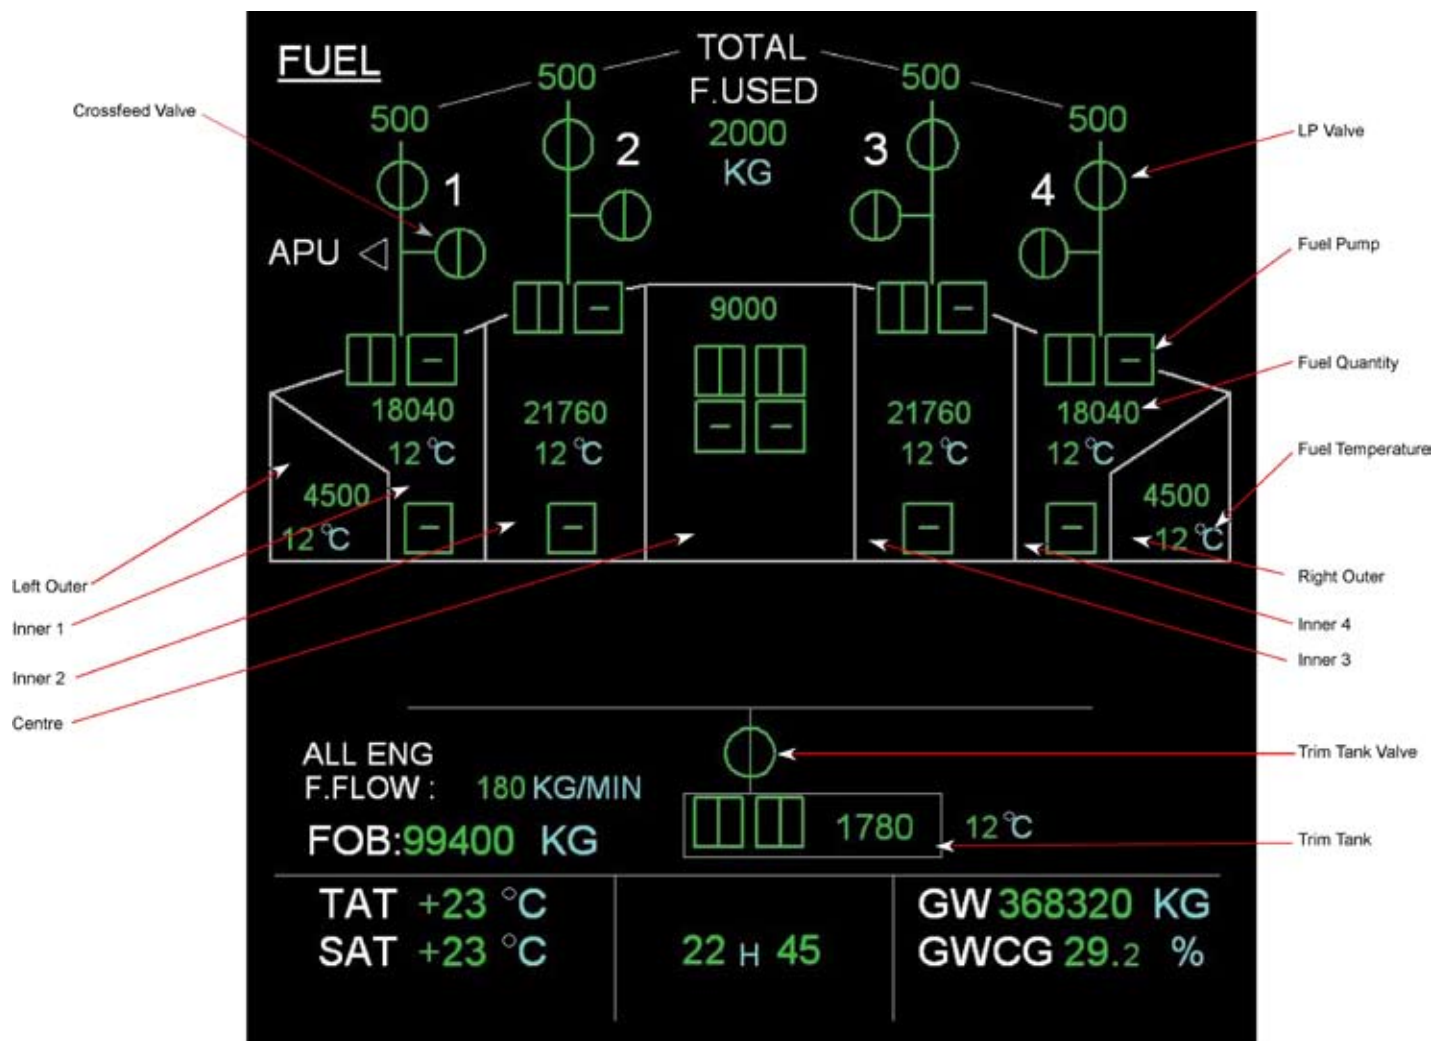 FUEL
TOTAL
F.USED
2000
KG
500
500
500
500
1
2
3
4
Crossfeed Valve
LP Valve
APU
Fuel Pump
9000
Fuel Quantity
18040
21760
21760
18040
12 °C
12 °C
12 °C
12 °C
Fuel Temperature
4500
4500
12 °C
12 °C
Left Outer
Right Outer
Inner 1
Inner 4
Inner 2
Inner 3
Centre
ALL ENG
F.FLOW : 180 KG/MIN
Trim Tank Valve
FOB:99400 KG
1780
12 °C
Trim Tank
TAT +23 °C
SAT +23 °C
22 H 45
GW 368320 KG
GWCG 29.2 %